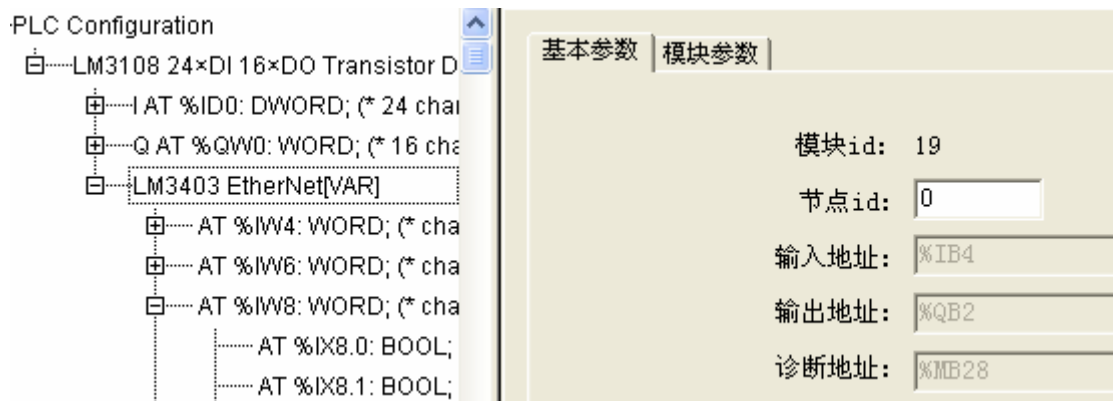 PLC Configuration
LM3108 24×DI 16×DO Transistor D
I AT %ID0: DWORD; (* 24 chan
Q AT %QW0: WORD; (* 16 cha
LM3403 EtherNet[VAR]
AT %IW4: WORD; (* cha
AT %IW6: WORD; (* cha
AT %IW8: WORD; (* cha
AT %IX8.0: BOOL;
AT %IX8.1: BOOL;
基本参数
模块参数
模块id: 19
节点id: 0
输入地址: %IB4
输出地址: %QB2
诊断地址: %MB28